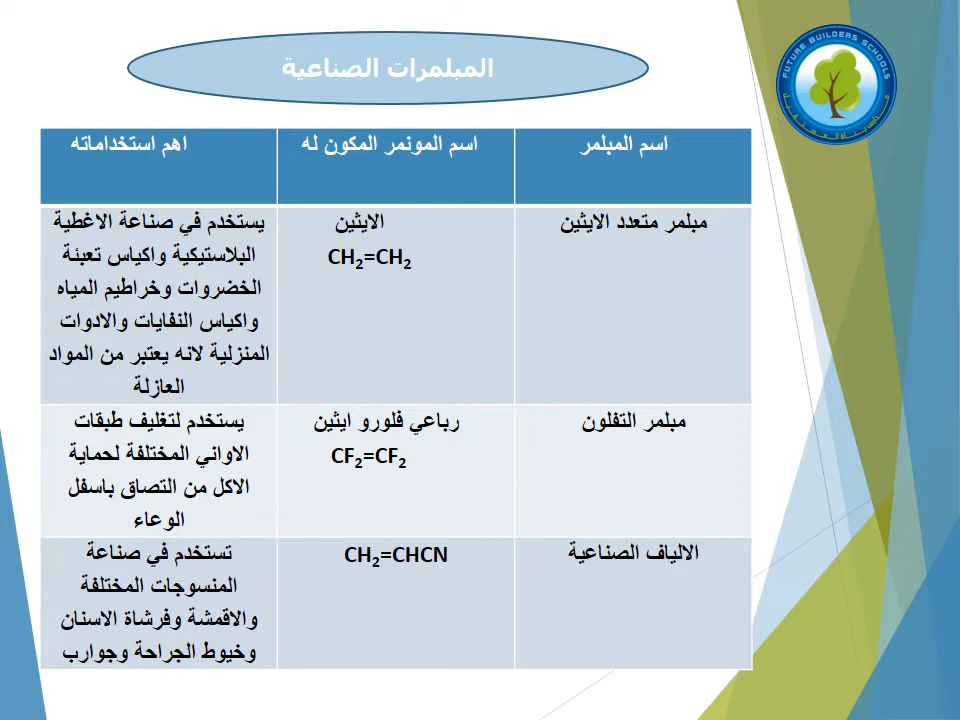 المبلمرات الصناعية
FUTURE BUILDERS SCHOOLS
اسم المبلمر
اسم المونمر المكون له
اهم استخداماته
مبلمر متعدد الايثين
الايثين
CH₂=CH₂
يستخدم في صناعة الاغطية
البلاستيكية واكياس تعبئة
الخضروات وخراطيم المياه
واكياس النفايات والادوات
المنزلية لانه يعتبر من المواد
العازلة
مبلمر التفلون
رباعي فلورو ايثين
CF₂=CF₂
يستخدم لتغليف طبقات
الاواني المختلفة لحماية
الاكل من التصاق باسفل
الوعاء
الالياف الصناعية
CH₂=CHCN
تستخدم في صناعة
المنسوجات المختلفة
والاقمشة وفرشاة الاسنان
وخيوط الجراحة وجوارب